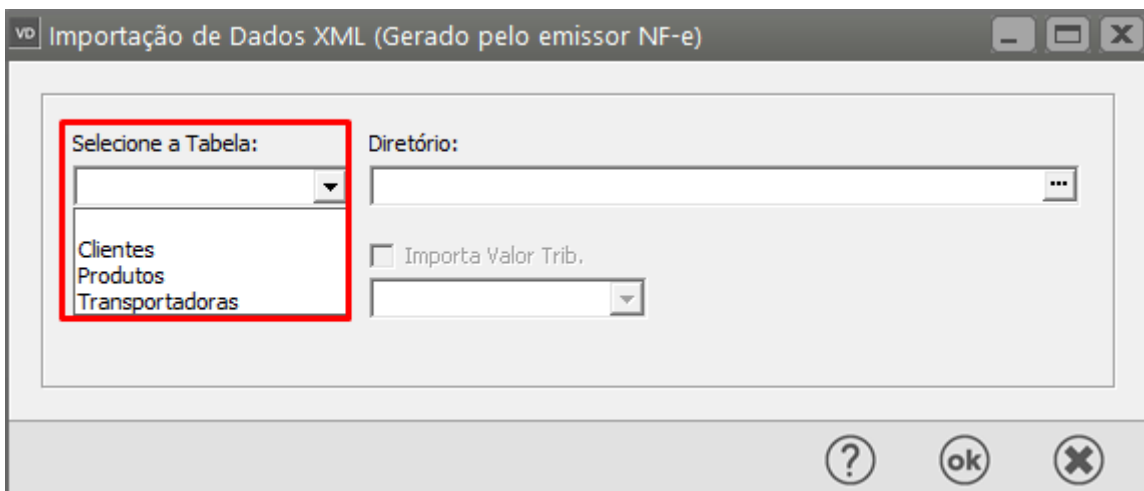 VD Importação de Dados XML (Gerado pelo emissor NF-e)
Selecione a Tabela:
Diretório:
...
Clientes
Produtos
Transportadoras
Importa Valor Trib.
? ok